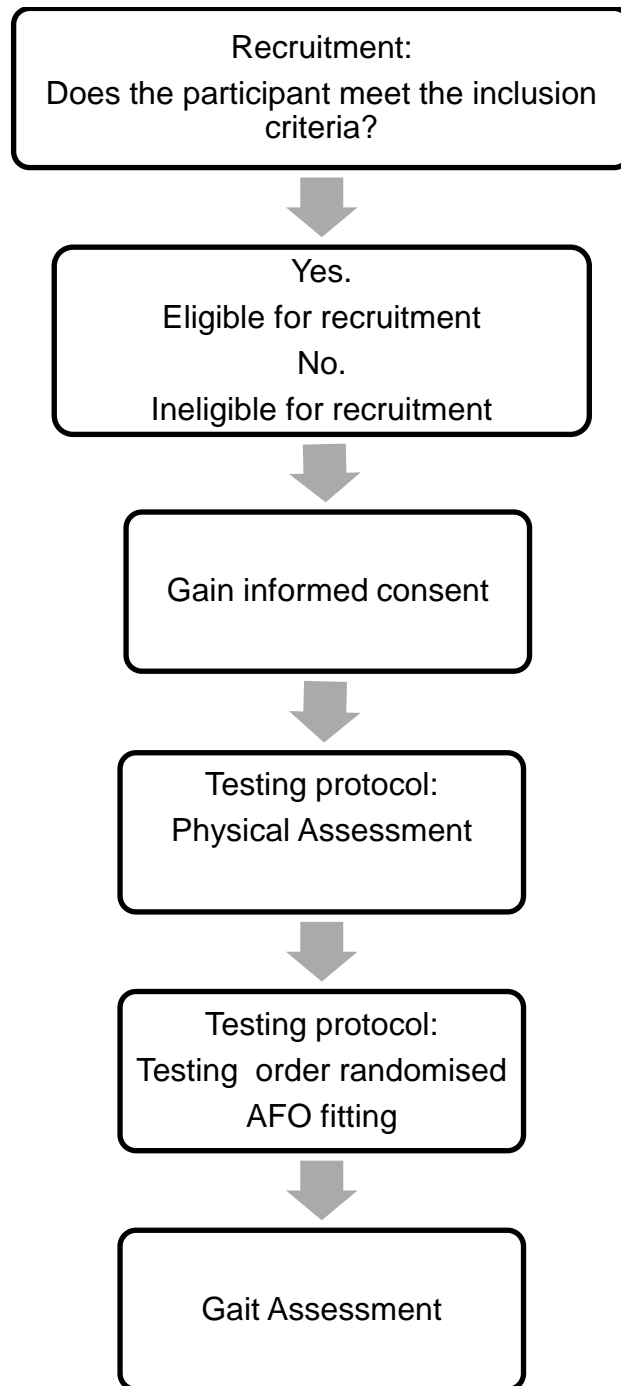 Recruitment:
Does the participant meet the inclusion
criteria?
Yes.
Eligible for recruitment
No.
Ineligible for recruitment
Gain informed consent
Testing protocol:
Physical Assessment
Testing protocol:
Testing  order randomised
AFO fitting
Gait Assessment